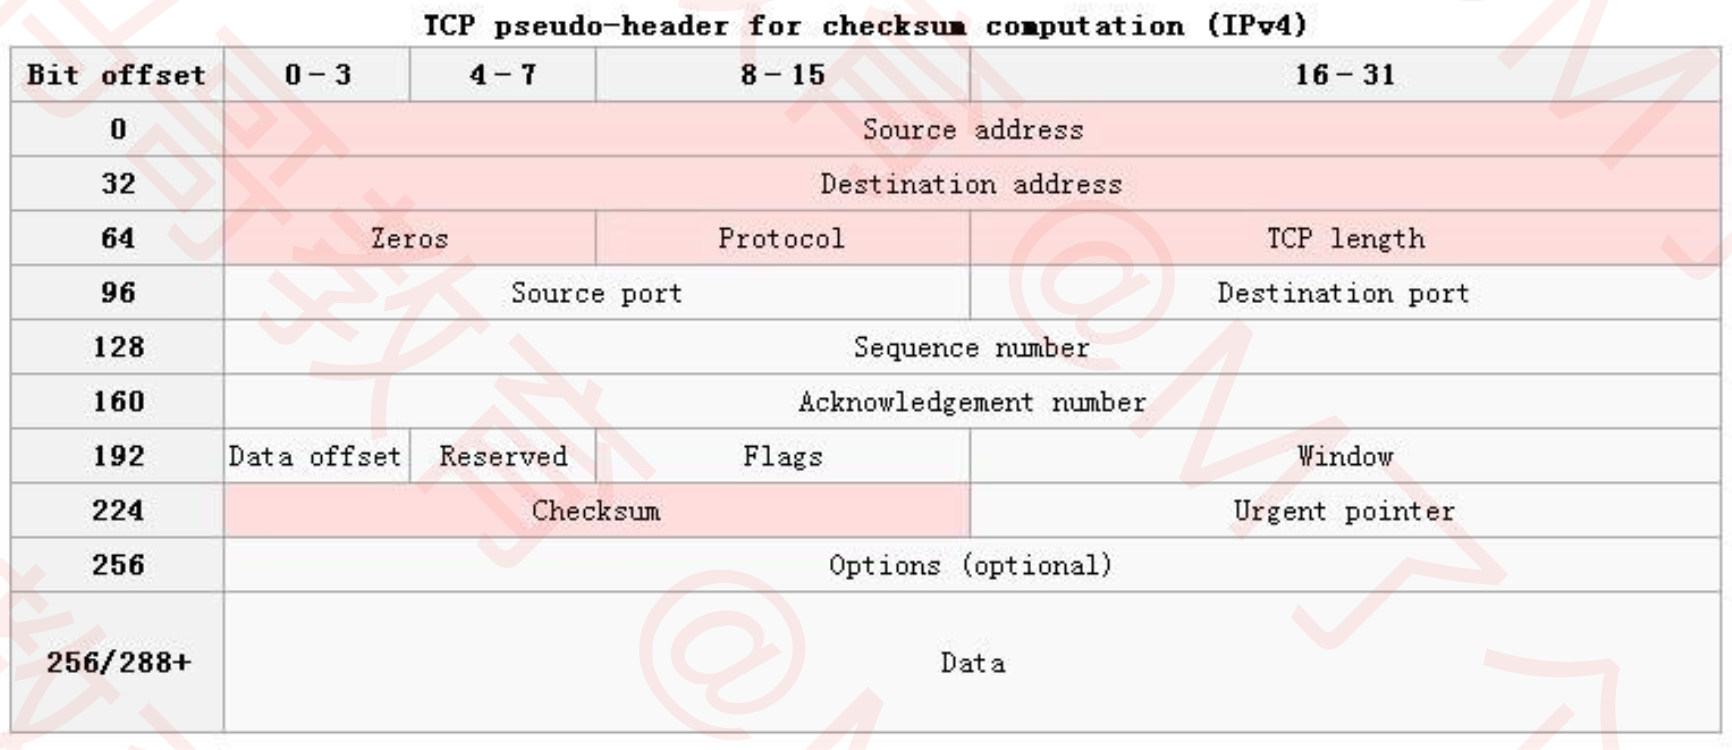 TCP pseudo-header for checksum computation (IPv4)
Bit offset 0-3 4-7 8-15 16-31
0 Source address
32 Destination address
64 Zeros Protocol TCP length
96 Source port Destination port
128 Sequence number
160 Acknowledgement number
192 Data offset Reserved Flags Window
224 Checksum Urgent pointer
256 Options (optional)
256/288+ Data